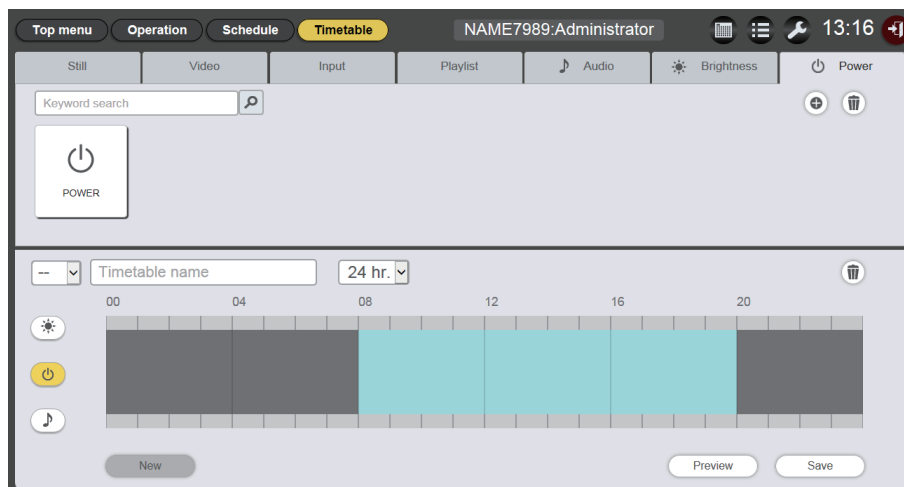 Top menu Operation Schedule Timetable NAME7989:Administrator 13:16
Still Video Input Playlist Audio Brightness Power
Keyword search
POWER
-- Timetable name 24 hr.
00 04 08 12 16 20
New Preview Save